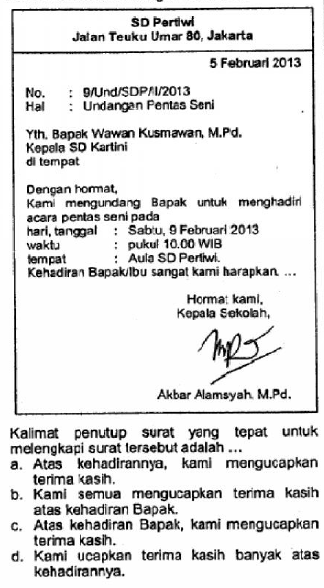 SD Pertiwi
Jalan Teuku Umar 80, Jakarta
5 Februari 2013
No. : 9/Und/SDP/II/2013
Hal : Undangan Pentas Seni
Yth. Bapak Wawan Kusmawan, M.Pd.
Kepala SD Kartini
di tempat
Dengan hormat,
Kami mengundang Bapak untuk menghadiri
acara pentas seni pada
hari, tanggal : Sabtu, 9 Februari 2013
waktu : pukul 10.00 WIB
tempat : Aula SD Pertiwi.
Kehadiran Bapak/Ibu sangat kami harapkan. ...
Hormat kami,
Kepala Sekolah,
Akbar Alamsyah, M.Pd.
Kalimat penutup surat yang tepat untuk
melengkapi surat tersebut adalah ...
a. Atas kehadirannya, kami mengucapkan
terima kasih.
b. Kami semua mengucapkan terima kasih
atas kehadiran Bapak.
c. Atas kehadiran Bapak, kami mengucapkan
terima kasih.
d. Kami ucapkan terima kasih banyak atas
kehadirannya.